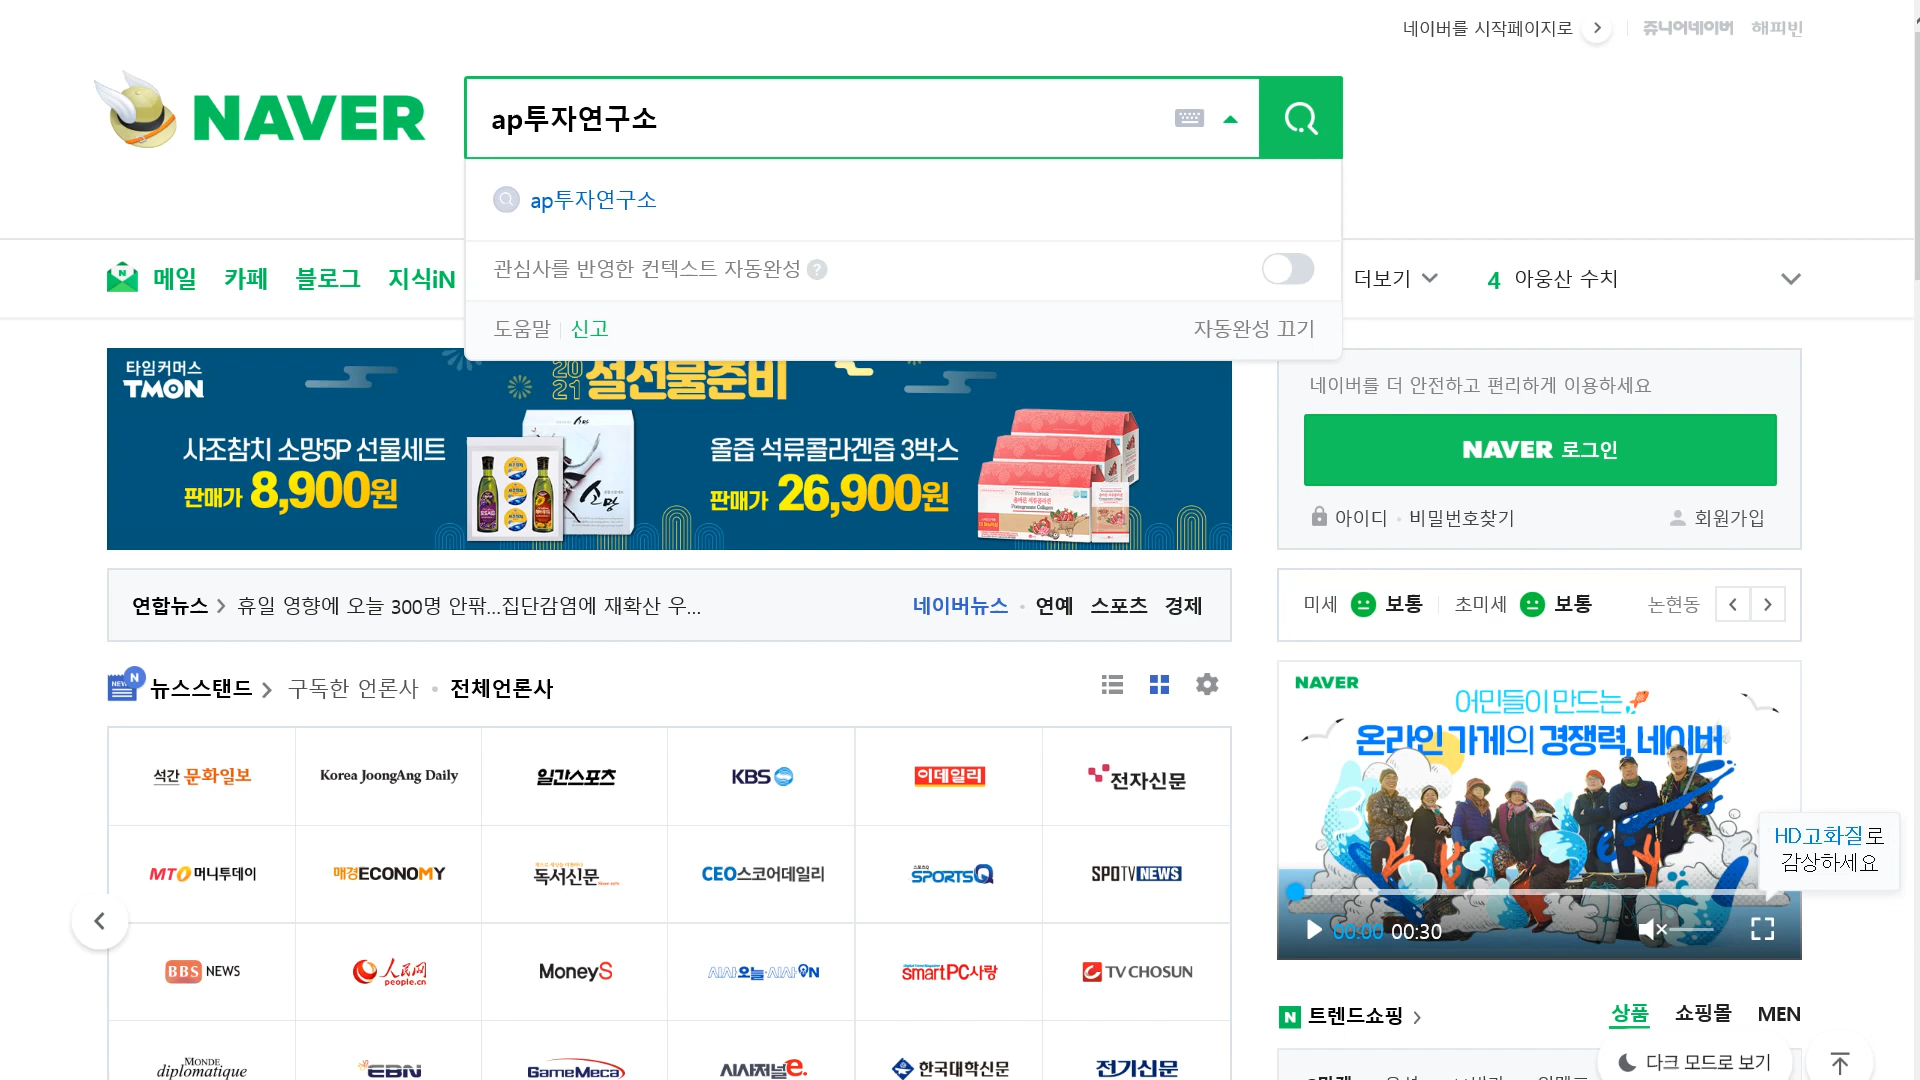 네이버를 시작페이지로
쥬니어네이버 해피빈
NAVER
ap투자연구소
ap투자연구소
관심사를 반영한 컨텍스트 자동완성 ?
도움말 신고 자동완성 끄기
메일 카페 블로그 지식iN
더보기
4 아웅산 수치
타임커머스
TMON
2021 설선물준비
사조참치 소망5P 선물세트
판매가 8,900원
올즙 석류콜라겐즙 3박스
판매가 26,900원
네이버를 더 안전하고 편리하게 이용하세요
NAVER 로그인
아이디 · 비밀번호찾기 회원가입
연합뉴스 > 휴일 영향에 오늘 300명 안팎...집단감염에 재확산 우...
네이버뉴스 · 연예 스포츠 경제
미세 보통 초미세 보통 논현동
뉴스스탠드 > 구독한 언론사 · 전체언론사
석간 문화일보
Korea JoongAng Daily
일간스포츠
KBS
이데일리
전자신문
MT머니투데이
매경ECONOMY
독서신문
CEO스코어데일리
스포츠Q
SPORTSQ
SPOTV NEWS
BBS NEWS
人民网
people.cn
MoneyS
시사오늘·시사ON
smartPC사랑
TV CHOSUN
MONDE
diplomatique
EBN
GameMeca
시사저널e.
한국대학신문
전기신문
NAVER
어민들이 만드는
온라인 가게의 경쟁력, 네이버
HD고화질로
감상하세요
00:00 00:30
트렌드쇼핑 >
상품 쇼핑몰 MEN
다크 모드로 보기